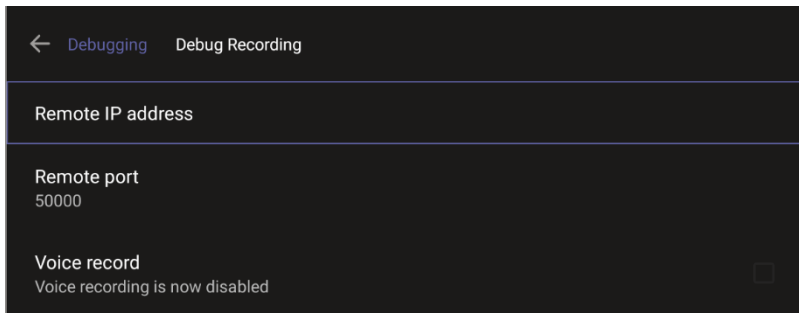 Debugging Debug Recording
Remote IP address
Remote port
50000
Voice record
Voice recording is now disabled